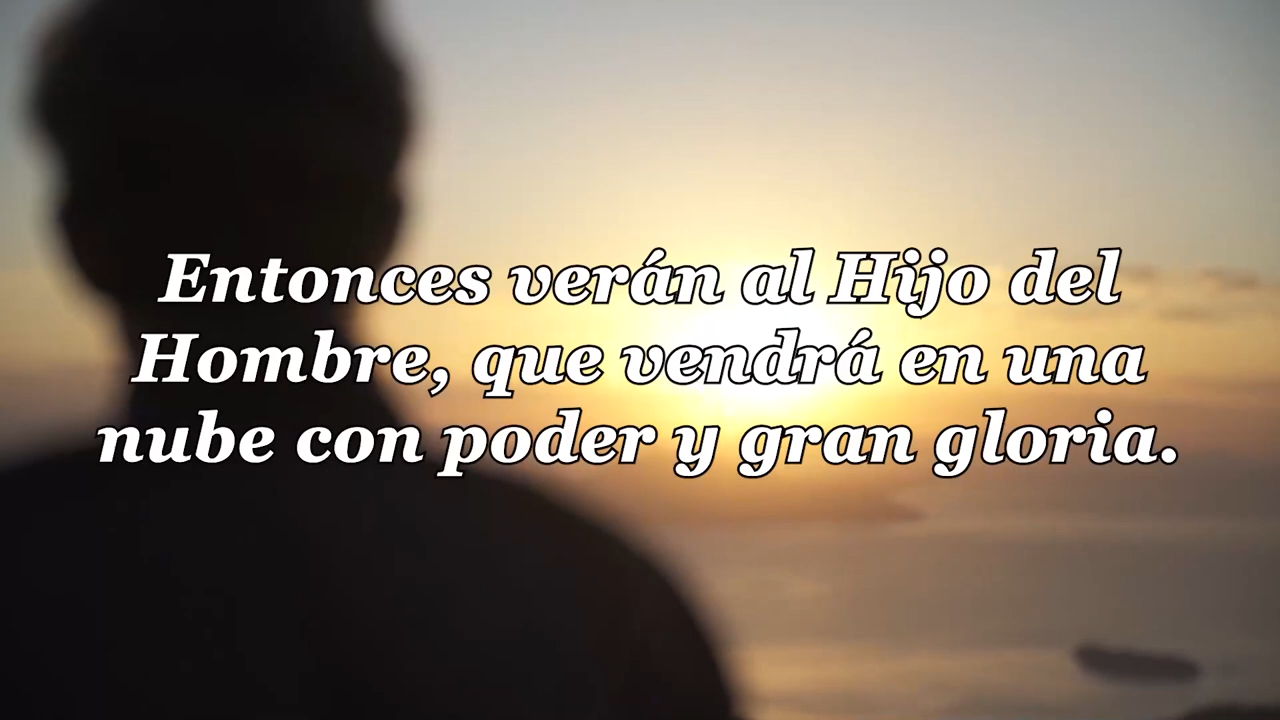 Entonces verán al Hijo del
Hombre, que vendrá en una
nube con poder y gran gloria.